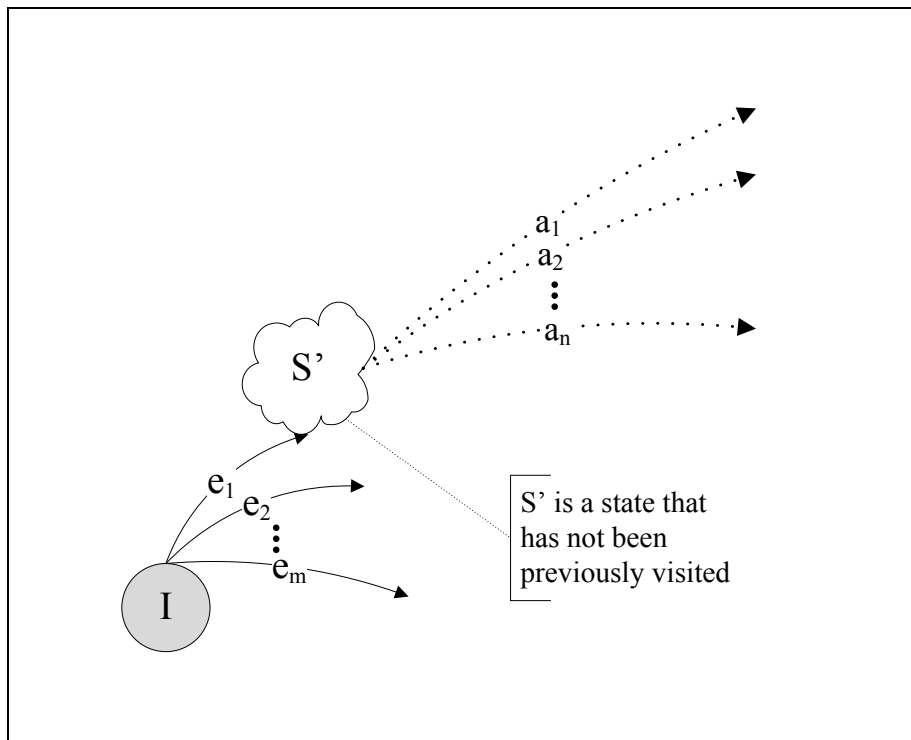 a₁
a₂
aₙ
S’
e₁
e₂
eₘ
I
S’ is a state that
has not been
previously visited